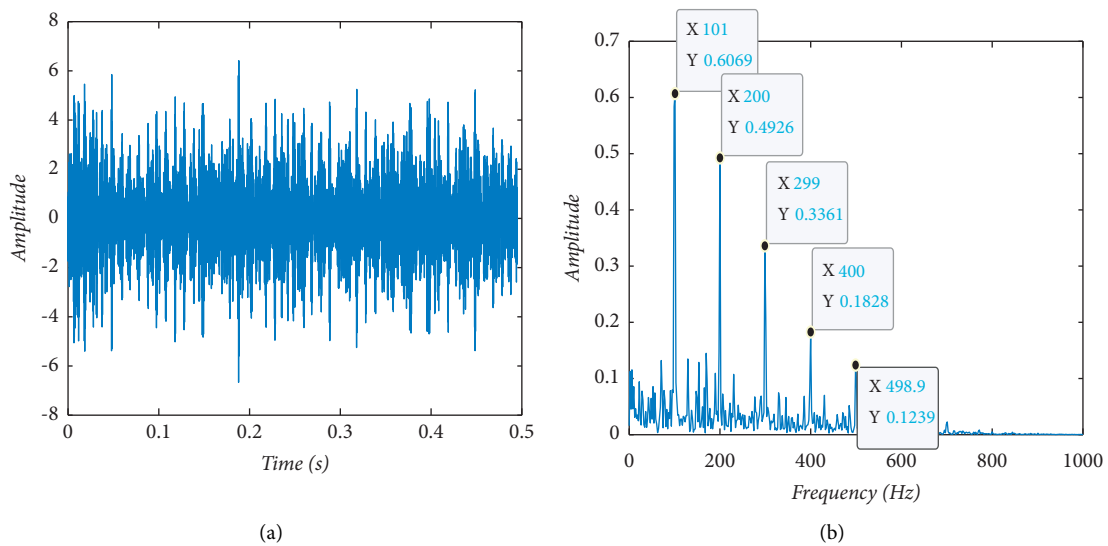 8
6
4
2
0
-2
-4
-6
-8
Amplitude
0 0.1 0.2 0.3 0.4 0.5
Time (s)
(a)
0.7
0.6
0.5
0.4
0.3
0.2
0.1
0
Amplitude
X 101
Y 0.6069
X 200
Y 0.4926
X 299
Y 0.3361
X 400
Y 0.1828
X 498.9
Y 0.1239
0 200 400 600 800 1000
Frequency (Hz)
(b)